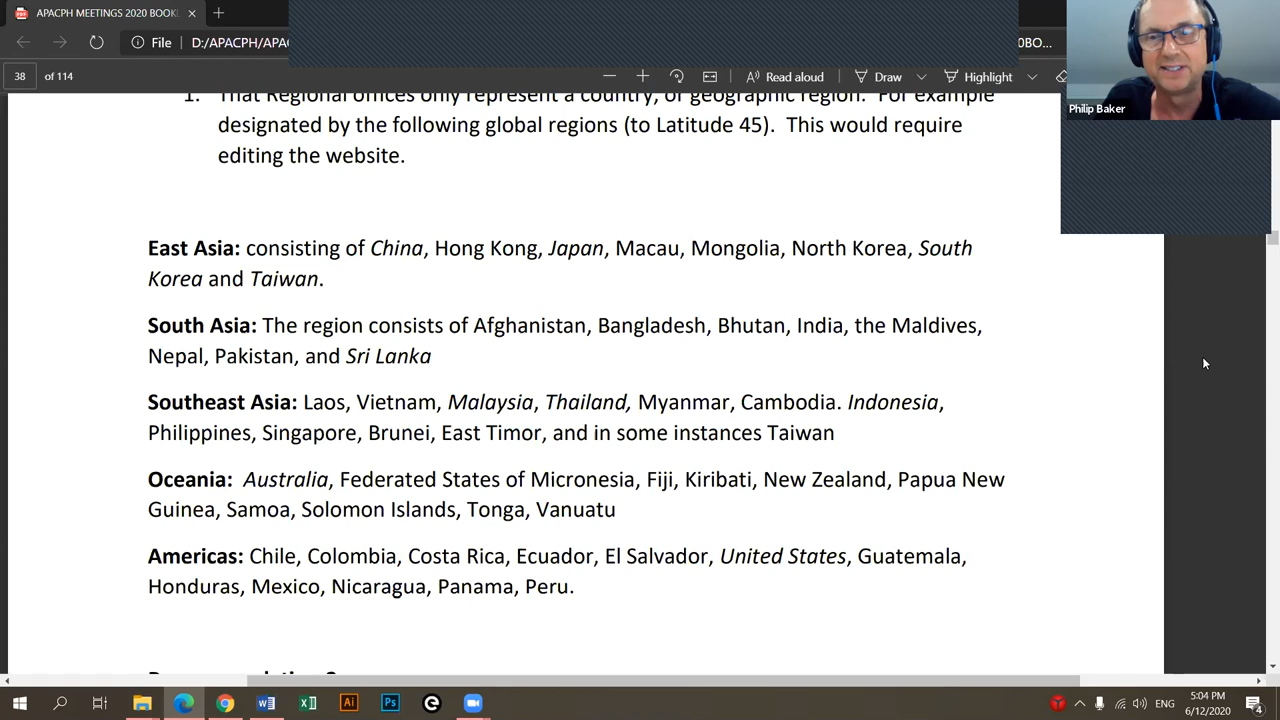 APACPH MEETINGS 2020 BOOK
File
D:/APACPH/APA
0BO...
38
of 114
Read aloud
Draw
Highlight
Philip Baker
1. That Regional offices only represent a country, or geographic region. For example
designated by the following global regions (to Latitude 45). This would require
editing the website.
East Asia: consisting of China, Hong Kong, Japan, Macau, Mongolia, North Korea, South
Korea and Taiwan.
South Asia: The region consists of Afghanistan, Bangladesh, Bhutan, India, the Maldives,
Nepal, Pakistan, and Sri Lanka
Southeast Asia: Laos, Vietnam, Malaysia, Thailand, Myanmar, Cambodia. Indonesia,
Philippines, Singapore, Brunei, East Timor, and in some instances Taiwan
Oceania: Australia, Federated States of Micronesia, Fiji, Kiribati, New Zealand, Papua New
Guinea, Samoa, Solomon Islands, Tonga, Vanuatu
Americas: Chile, Colombia, Costa Rica, Ecuador, El Salvador, United States, Guatemala,
Honduras, Mexico, Nicaragua, Panama, Peru.
Ai
Ps
ENG
5:04 PM
6/12/2020
4